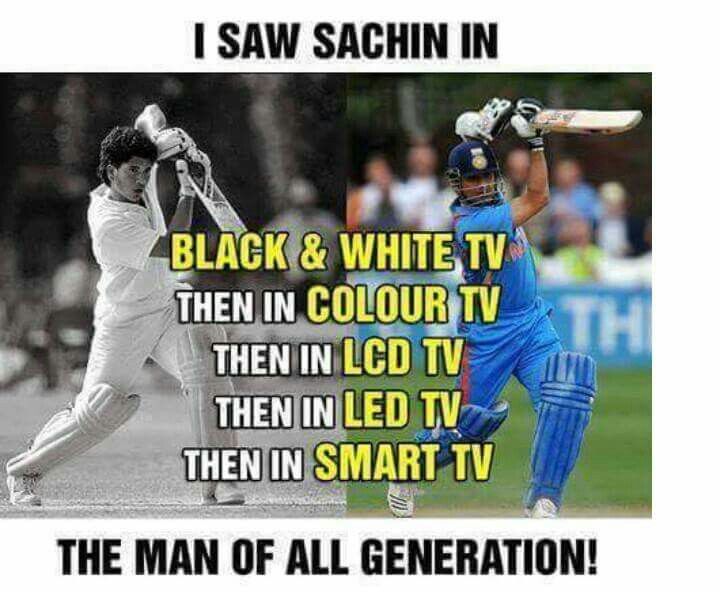 I SAW SACHIN IN
BLACK & WHITE TV
THEN IN COLOUR TV
THEN IN LCD TV
THEN IN LED TV
THEN IN SMART TV
TH
THE MAN OF ALL GENERATION!